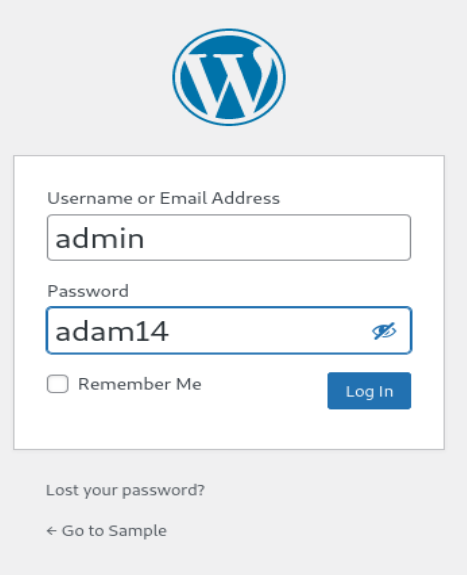 Username or Email Address
admin
Password
adam14
Remember Me
Log In
Lost your password?
← Go to Sample